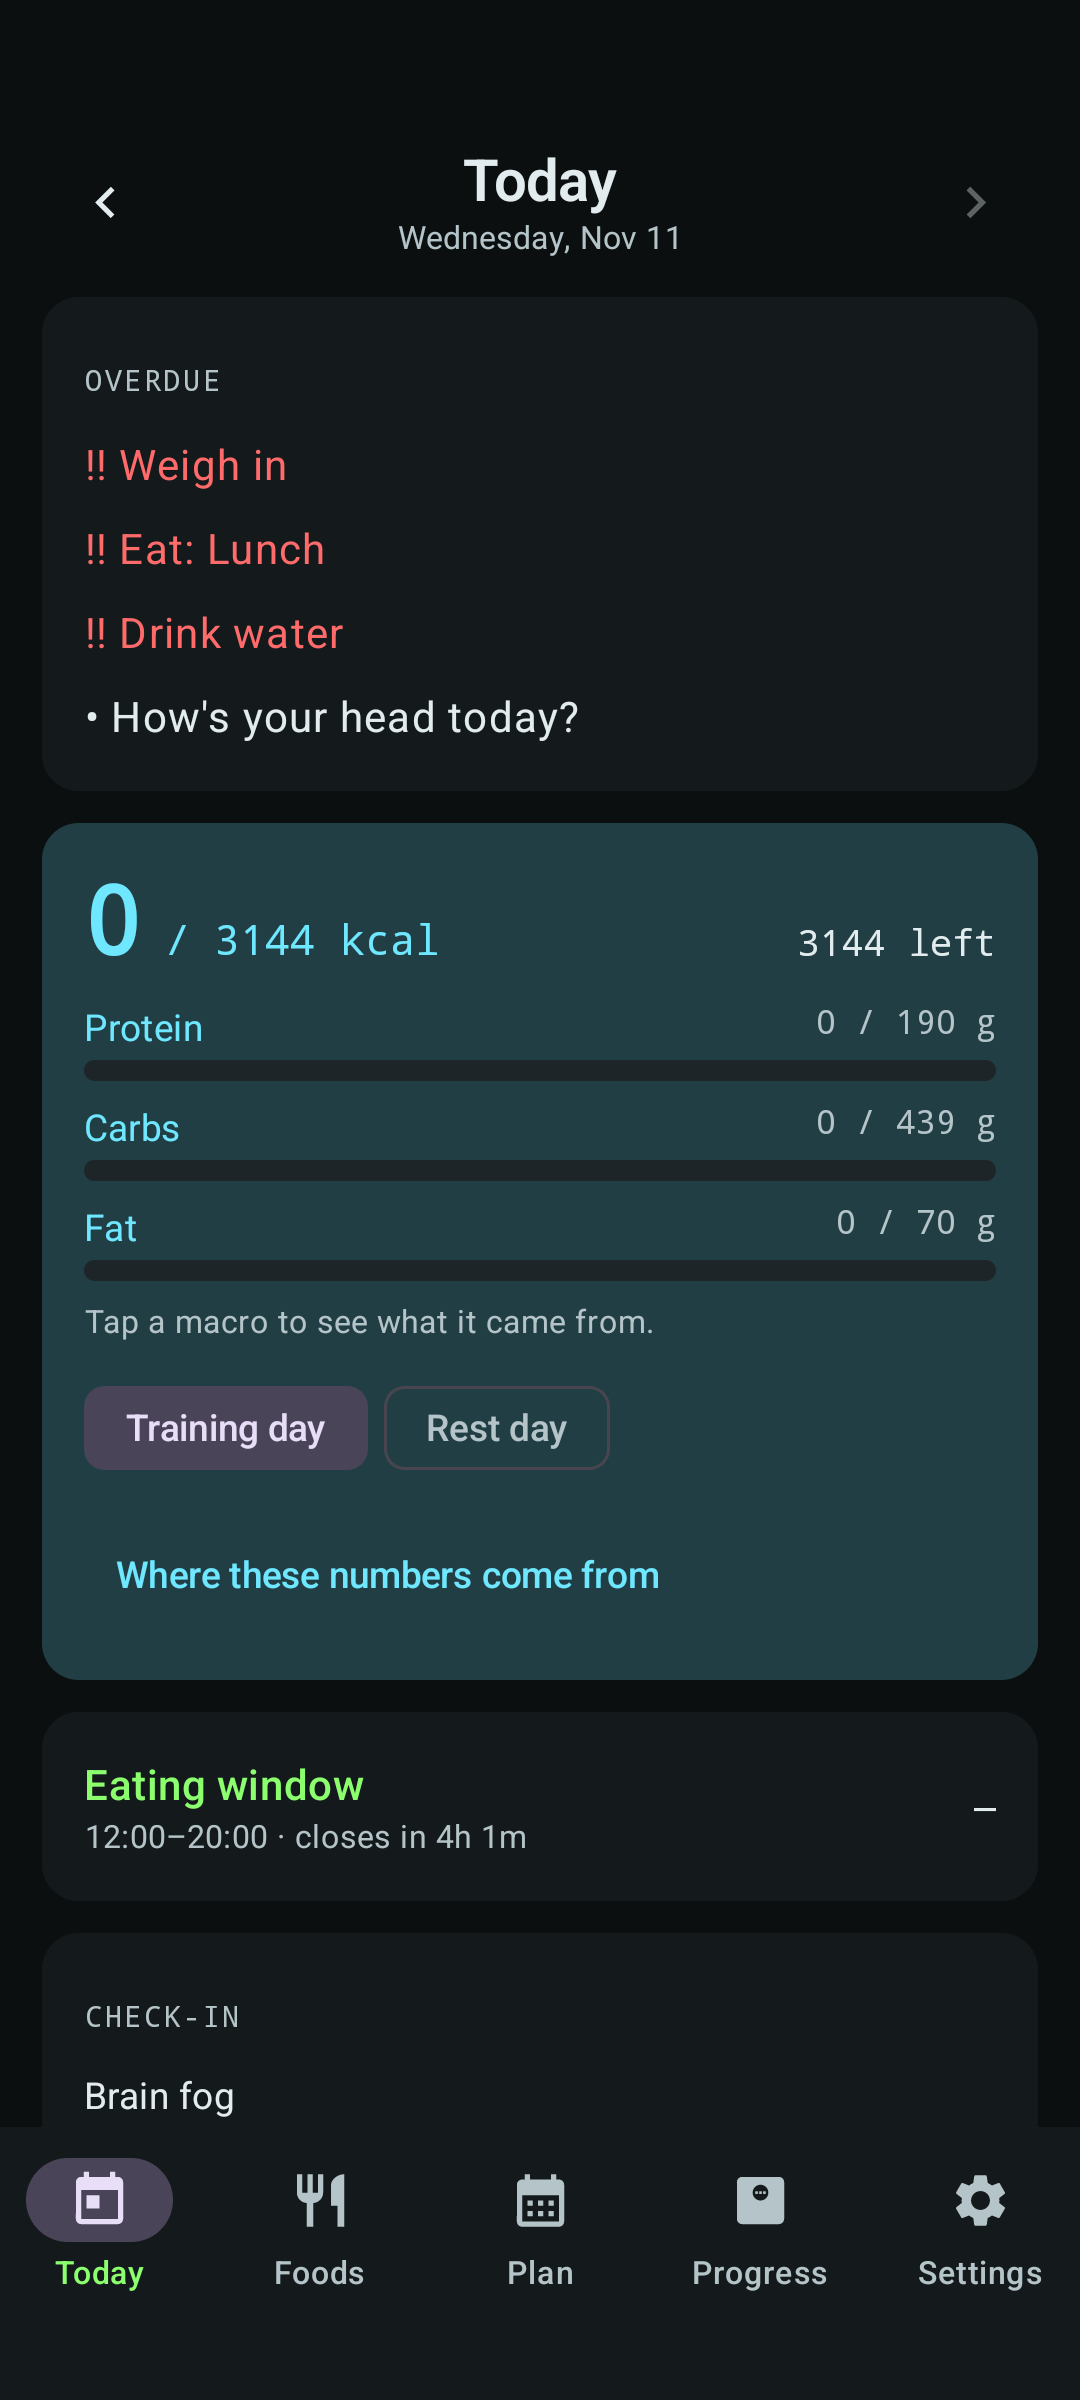 Today
Wednesday, Nov 11
OVERDUE
!! Weigh in
!! Eat: Lunch
!! Drink water
• How's your head today?
0 / 3144 kcal
3144 left
Protein
0 / 190 g
Carbs
0 / 439 g
Fat
0 / 70 g
Tap a macro to see what it came from.
Training day
Rest day
Where these numbers come from
Eating window
12:00–20:00 · closes in 4h 1m
–
CHECK-IN
Brain fog
Today
Foods
Plan
Progress
Settings